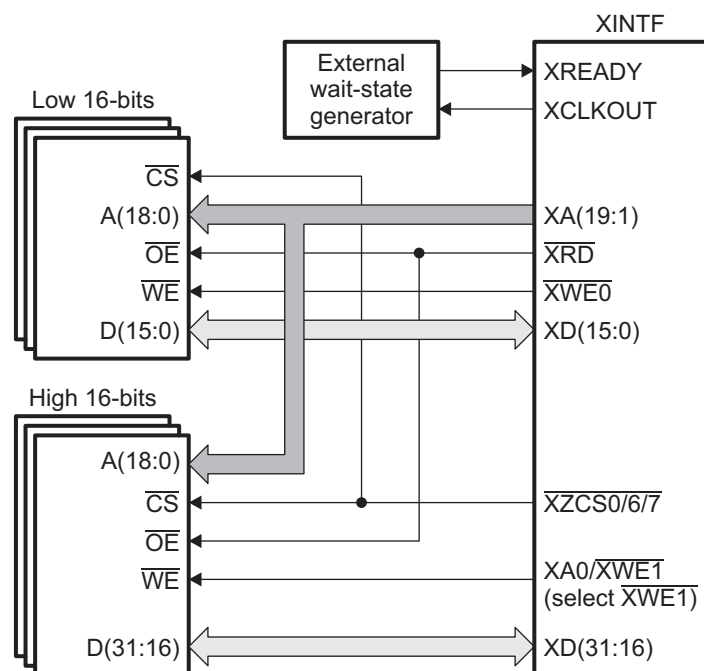 XINTF
External
wait-state
generator
XREADY
XCLKOUT
Low 16-bits
CS
A(18:0)
OE
WE
D(15:0)
XA(19:1)
XRD
XWE0
XD(15:0)
High 16-bits
A(18:0)
CS
OE
WE
D(31:16)
XZCS0/6/7
XA0/XWE1
(select XWE1)
XD(31:16)